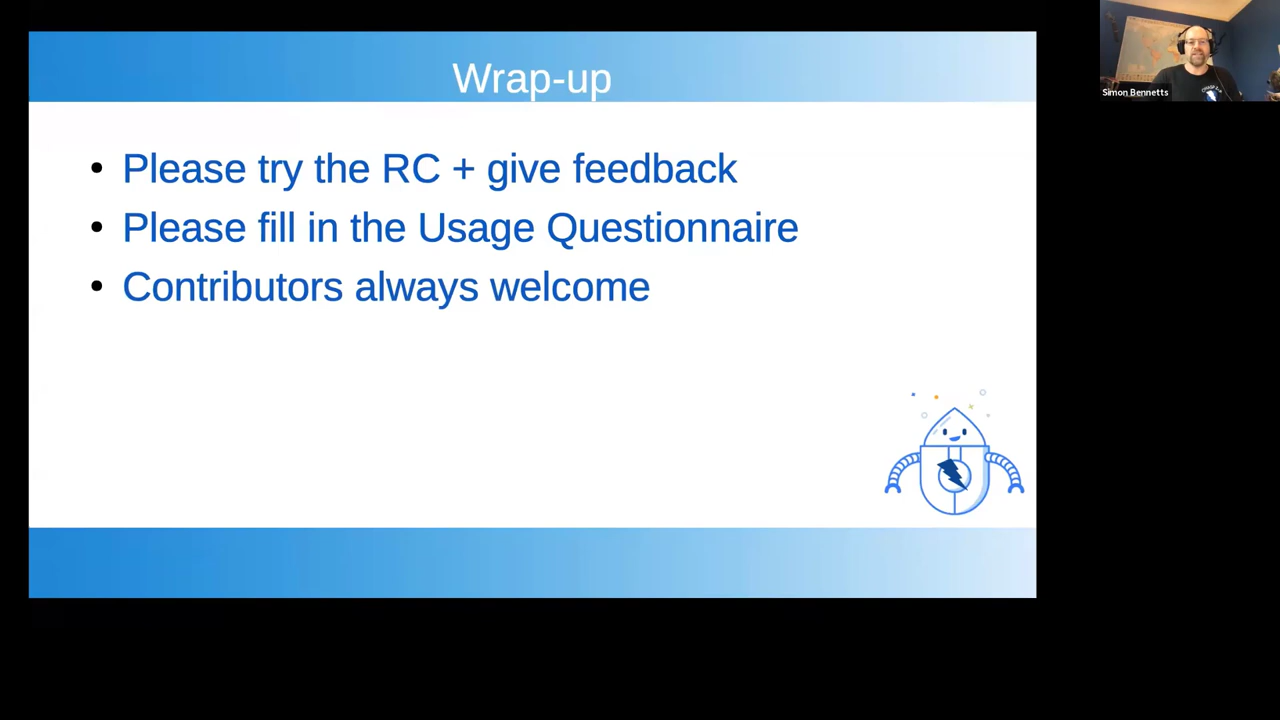 Wrap-up
• Please try the RC + give feedback
• Please fill in the Usage Questionnaire
• Contributors always welcome
Simon Bennetts